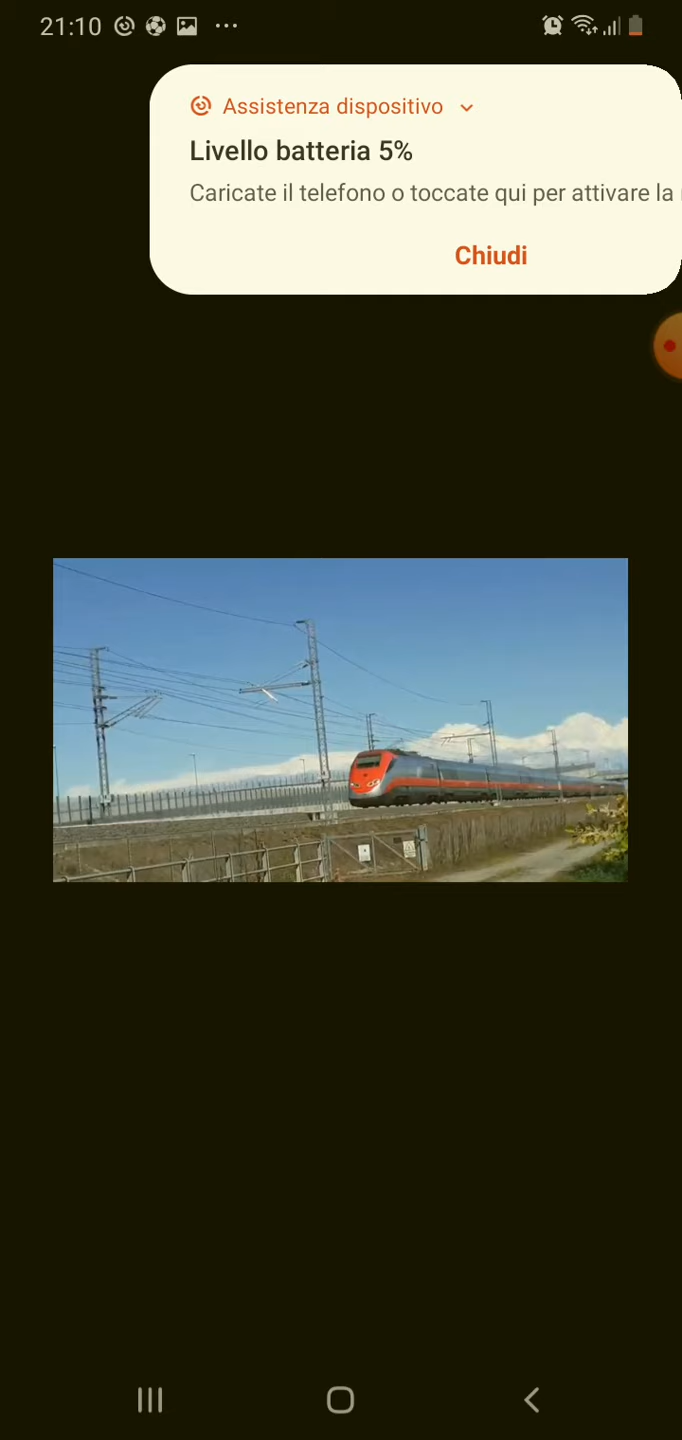 21:10
Assistenza dispositivo
Livello batteria 5%
Caricate il telefono o toccate qui per attivare la
Chiudi